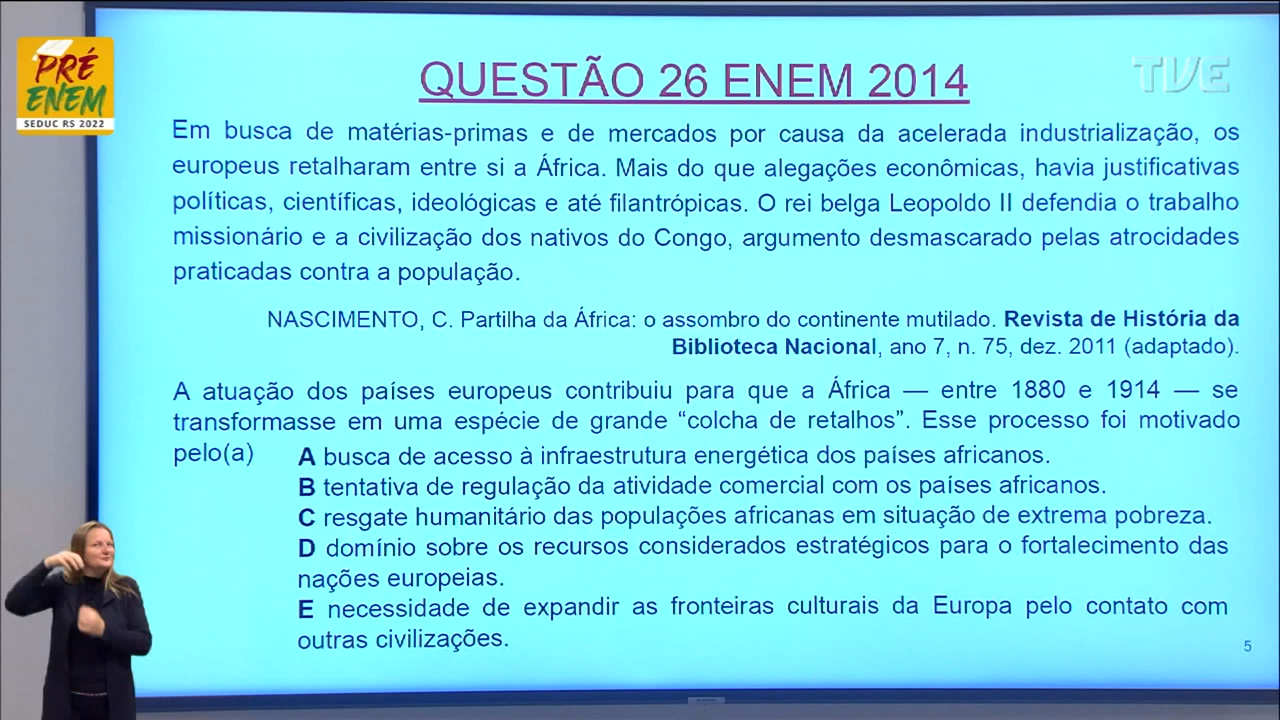 PRÉ
ENEM
SEDUC RS 2022
TVE
QUESTÃO 26 ENEM 2014
Em busca de matérias-primas e de mercados por causa da acelerada industrialização, os
europeus retalharam entre si a África. Mais do que alegações econômicas, havia justificativas
políticas, científicas, ideológicas e até filantrópicas. O rei belga Leopoldo II defendia o trabalho
missionário e a civilização dos nativos do Congo, argumento desmascarado pelas atrocidades
praticadas contra a população.
NASCIMENTO, C. Partilha da África: o assombro do continente mutilado. Revista de História da
Biblioteca Nacional, ano 7, n. 75, dez. 2011 (adaptado).
A atuação dos países europeus contribuiu para que a África — entre 1880 e 1914 — se
transformasse em uma espécie de grande “colcha de retalhos”. Esse processo foi motivado
pelo(a)
A busca de acesso à infraestrutura energética dos países africanos.
B tentativa de regulação da atividade comercial com os países africanos.
C resgate humanitário das populações africanas em situação de extrema pobreza.
D domínio sobre os recursos considerados estratégicos para o fortalecimento das
nações europeias.
E necessidade de expandir as fronteiras culturais da Europa pelo contato com
outras civilizações.
5